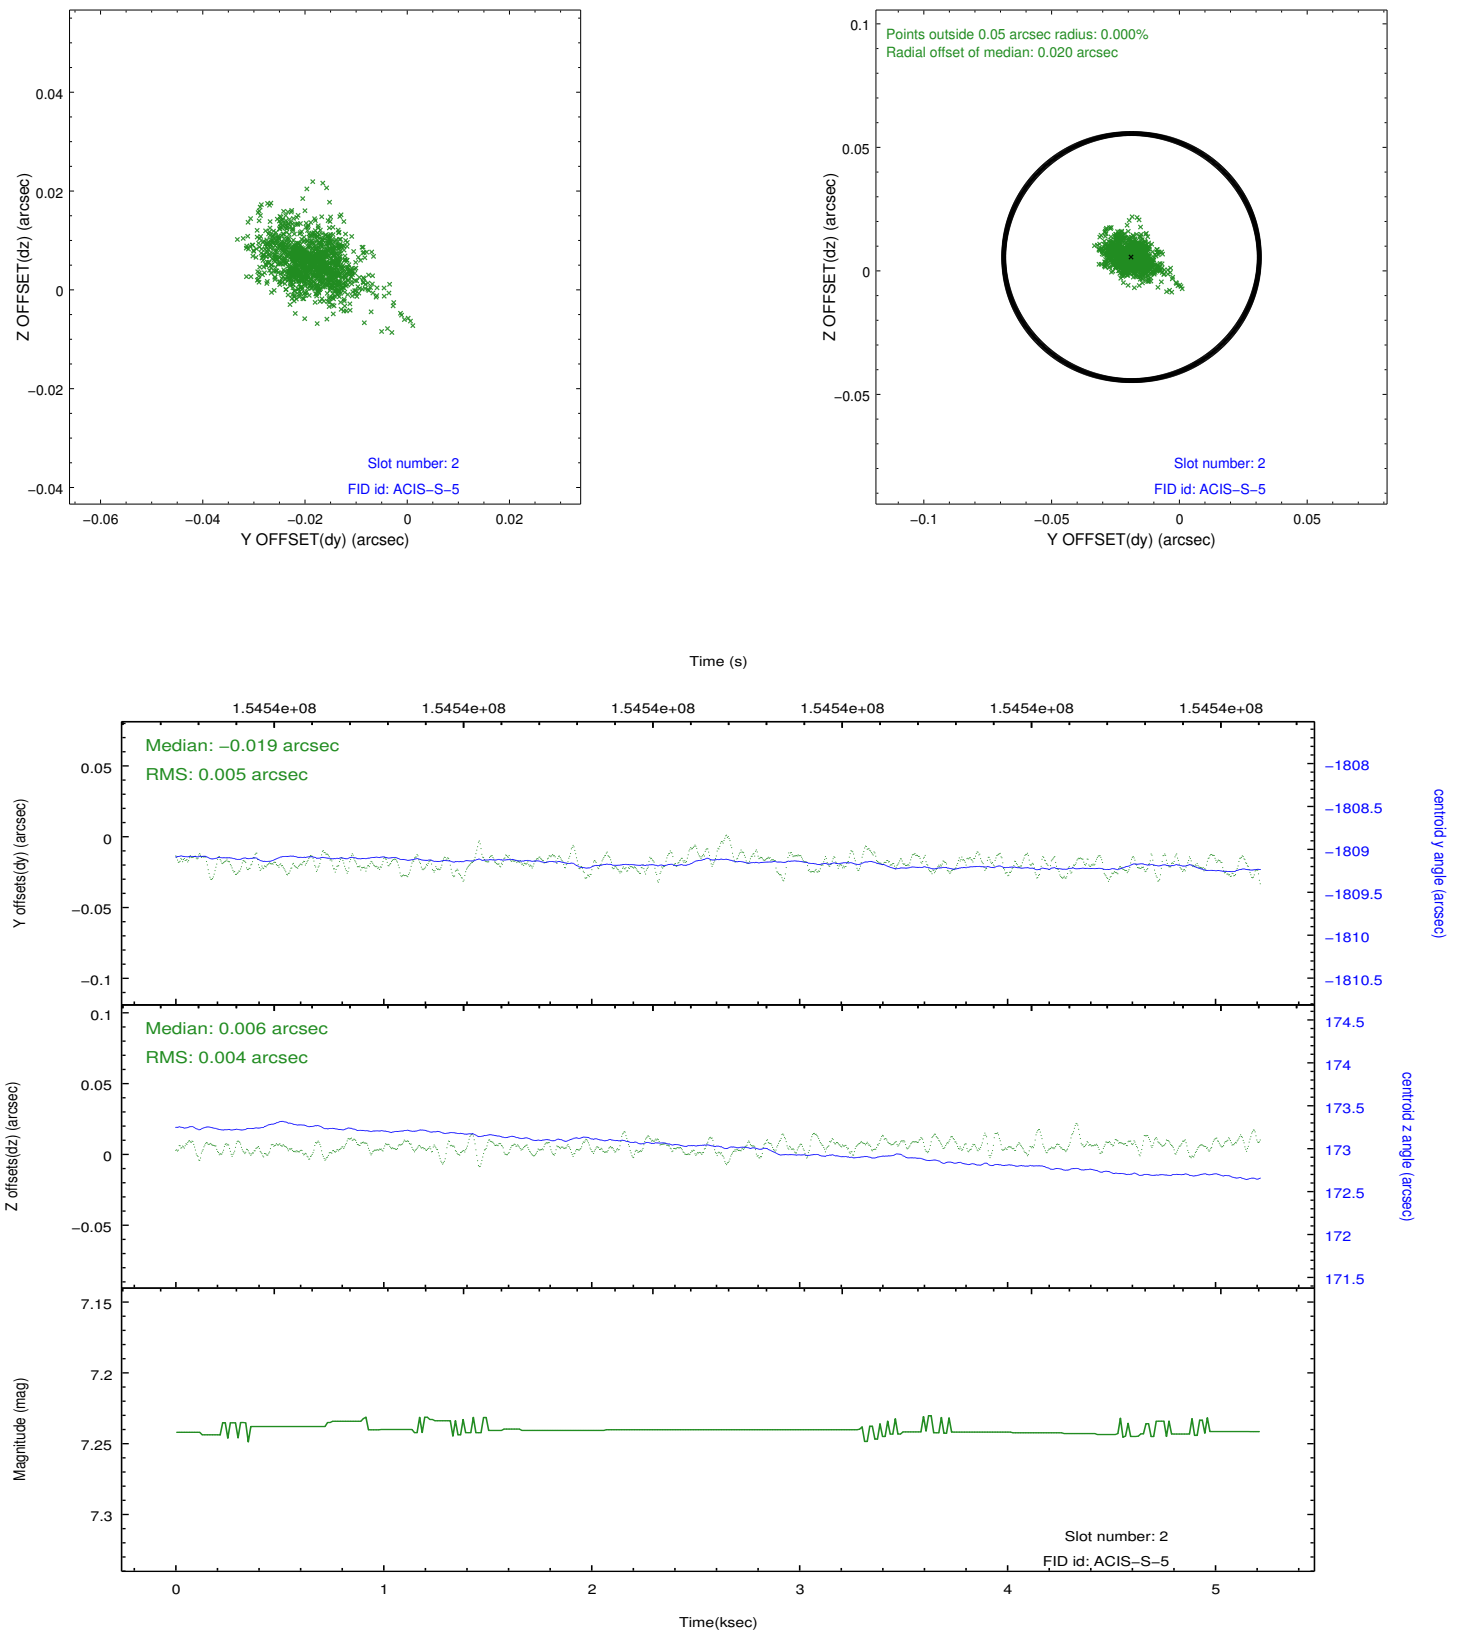 0.04
0.02
0
−0.02
−0.04
Z OFFSET(dz) (arcsec)
Slot number: 2
FID id: ACIS−S−5
−0.06
−0.04
−0.02
0
0.02
Y OFFSET(dy) (arcsec)
Points outside 0.05 arcsec radius: 0.000%
Radial offset of median: 0.020 arcsec
0.1
0.05
0
−0.05
Z OFFSET(dz) (arcsec)
Slot number: 2
FID id: ACIS−S−5
−0.1
−0.05
0
0.05
Y OFFSET(dy) (arcsec)
Time (s)
1.5454e+08
1.5454e+08
1.5454e+08
1.5454e+08
1.5454e+08
1.5454e+08
Median: −0.019 arcsec
RMS: 0.005 arcsec
0.05
0
−0.05
−0.1
Y offsets(dy) (arcsec)
−1808
−1808.5
−1809
−1809.5
−1810
−1810.5
centroid y angle (arcsec)
Median: 0.006 arcsec
RMS: 0.004 arcsec
0.1
0.05
0
−0.05
Z offsets(dz) (arcsec)
174.5
174
173.5
173
172.5
172
171.5
centroid z angle (arcsec)
7.15
7.2
7.25
7.3
Magnitude (mag)
Slot number: 2
FID id: ACIS−S−5
0
1
2
3
4
5
Time(ksec)